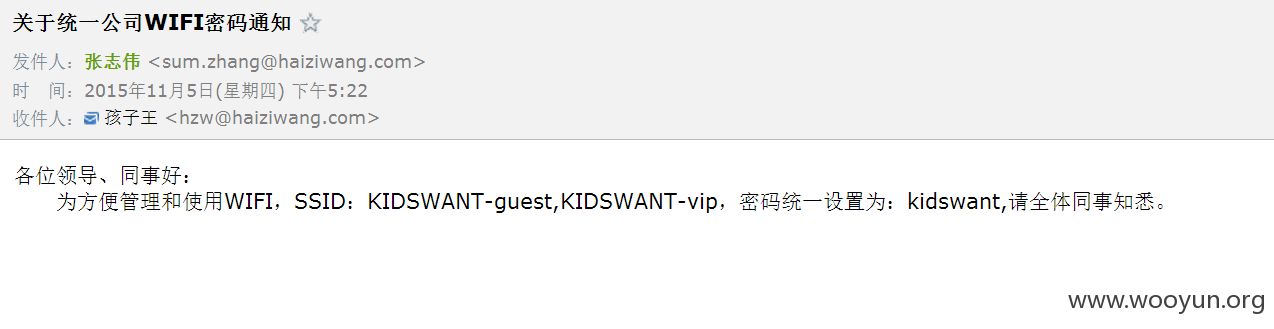 关于统一公司WIFI密码通知
发件人：张志伟 <sum.zhang@haiziwang.com>
时 间：2015年11月5日(星期四) 下午5:22
收件人：孩子王 <hzw@haiziwang.com>
各位领导、同事好：
为方便管理和使用WIFI，SSID：KIDSWANT-guest,KIDSWANT-vip，密码统一设置为：kidswant,请全体同事知悉。
www.wooyun.org